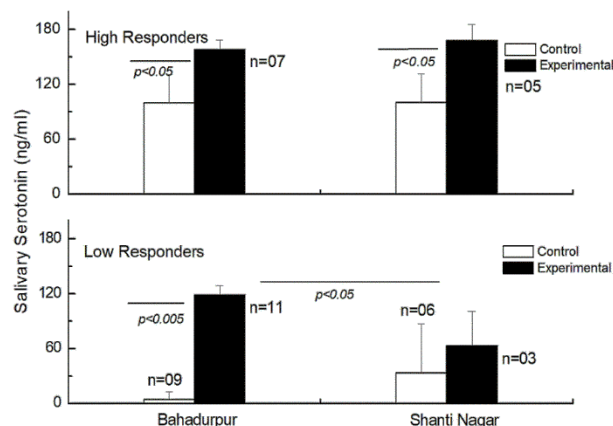 Salivary Serotonin (ng/ml)
180
120
60
0
High Responders
p<0.05
n=07
p<0.05
n=05
Control
Experimental
180
120
60
0
Low Responders
p<0.005
n=09
n=11
p<0.05
n=06
n=03
Control
Experimental
Bahadurpur
Shanti Nagar